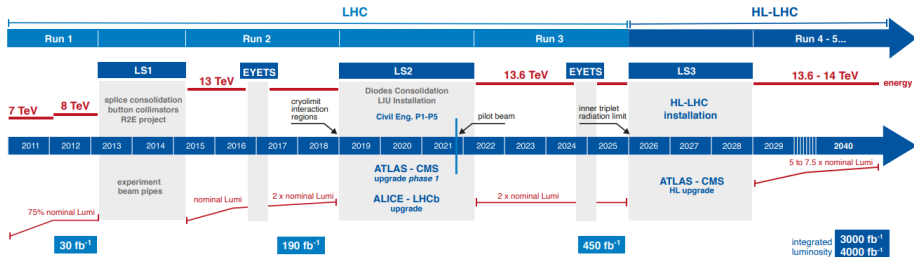 LHC
HL-LHC
Run 1
Run 2
Run 3
Run 4 - 5...
LS1
EYETS
LS2
EYETS
LS3
7 TeV
8 TeV
13 TeV
13.6 TeV
13.6 - 14 TeV
energy
splice consolidation
button collimators
R2E project
cryolimit
interaction
regions
Diodes Consolidation
LIU Installation
Civil Eng. P1-P5
pilot beam
inner triplet
radiation limit
HL-LHC
installation
2011
2012
2013
2014
2015
2016
2017
2018
2019
2020
2021
2022
2023
2024
2025
2026
2027
2028
2029
2040
experiment
beam pipes
ATLAS - CMS
upgrade phase 1
ALICE - LHCb
upgrade
ATLAS - CMS
HL upgrade
75% nominal Lumi
nominal Lumi
2 x nominal Lumi
2 x nominal Lumi
5 to 7.5 x nominal Lumi
30 fb⁻¹
190 fb⁻¹
450 fb⁻¹
integrated
luminosity
3000 fb⁻¹
4000 fb⁻¹